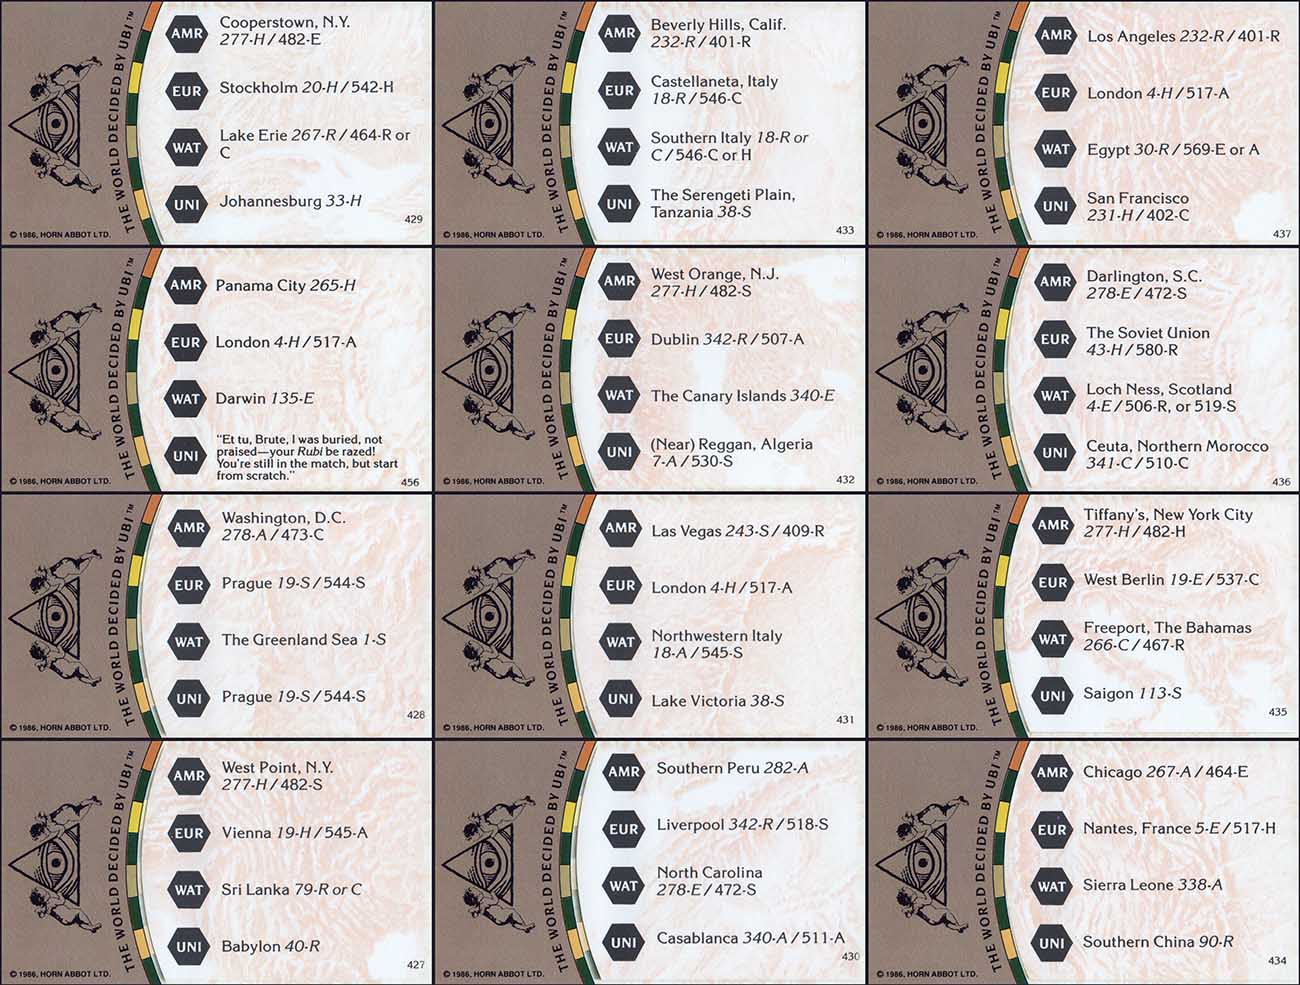 THE WORLD DECIDED BY UBI™
AMR
Cooperstown, N.Y.
277-H / 482-E
EUR
Stockholm 20-H / 542-H
WAT
Lake Erie 267-R / 464-R or
C
UNI
Johannesburg 33-H
© 1986, HORN ABBOT LTD.
429
THE WORLD DECIDED BY UBI™
AMR
Beverly Hills, Calif.
232-R / 401-R
EUR
Castellaneta, Italy
18-R / 546-C
WAT
Southern Italy 18-R or
C / 546-C or H
UNI
The Serengeti Plain,
Tanzania 38-S
© 1986, HORN ABBOT LTD.
433
THE WORLD DECIDED BY UBI™
AMR
Los Angeles 232-R / 401-R
EUR
London 4-H / 517-A
WAT
Egypt 30-R / 569-E or A
UNI
San Francisco
231-H / 402-C
© 1986, HORN ABBOT LTD.
437
THE WORLD DECIDED BY UBI™
AMR
Panama City 265-H
EUR
London 4-H / 517-A
WAT
Darwin 135-E
UNI
"Et tu, Brute, I was buried, not
praised—your Rubi be razed!
You're still in the match, but start
from scratch."
© 1986, HORN ABBOT LTD.
456
THE WORLD DECIDED BY UBI™
AMR
West Orange, N.J.
277-H / 482-S
EUR
Dublin 342-R / 507-A
WAT
The Canary Islands 340-E
UNI
(Near) Reggan, Algeria
7-A / 530-S
© 1986, HORN ABBOT LTD.
432
THE WORLD DECIDED BY UBI™
AMR
Darlington, S.C.
278-E / 472-S
EUR
The Soviet Union
43-H / 580-R
WAT
Loch Ness, Scotland
4-E / 506-R, or 519-S
UNI
Ceuta, Northern Morocco
341-C / 510-C
© 1986, HORN ABBOT LTD.
436
THE WORLD DECIDED BY UBI™
AMR
Washington, D.C.
278-A / 473-C
EUR
Prague 19-S / 544-S
WAT
The Greenland Sea 1-S
UNI
Prague 19-S / 544-S
© 1986, HORN ABBOT LTD.
428
THE WORLD DECIDED BY UBI™
AMR
Las Vegas 243-S / 409-R
EUR
London 4-H / 517-A
WAT
Northwestern Italy
18-A / 545-S
UNI
Lake Victoria 38-S
© 1986, HORN ABBOT LTD.
431
THE WORLD DECIDED BY UBI™
AMR
Tiffany's, New York City
277-H / 482-H
EUR
West Berlin 19-E / 537-C
WAT
Freeport, The Bahamas
266-C / 467-R
UNI
Saigon 113-S
© 1986, HORN ABBOT LTD.
435
THE WORLD DECIDED BY UBI™
AMR
West Point, N.Y.
277-H / 482-S
EUR
Vienna 19-H / 545-A
WAT
Sri Lanka 79-R or C
UNI
Babylon 40-R
© 1986, HORN ABBOT LTD.
427
THE WORLD DECIDED BY UBI™
AMR
Southern Peru 282-A
EUR
Liverpool 342-R / 518-S
WAT
North Carolina
278-E / 472-S
UNI
Casablanca 340-A / 511-A
© 1986, HORN ABBOT LTD.
430
THE WORLD DECIDED BY UBI™
AMR
Chicago 267-A / 464-E
EUR
Nantes, France 5-E / 517-H
WAT
Sierra Leone 338-A
UNI
Southern China 90-R
© 1986, HORN ABBOT LTD.
434